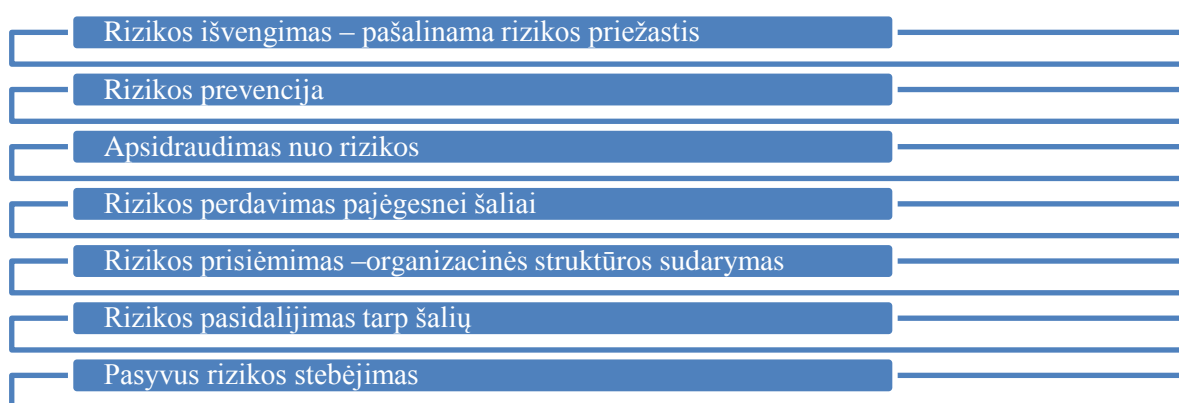 Rizikos išvengimas – pašalinama rizikos priežastis
Rizikos prevencija
Apsidraudimas nuo rizikos
Rizikos perdavimas pajėgesnei šaliai
Rizikos prisiėmimas –organizacinės struktūros sudarymas
Rizikos pasidalijimas tarp šalių
Pasyvus rizikos stebėjimas